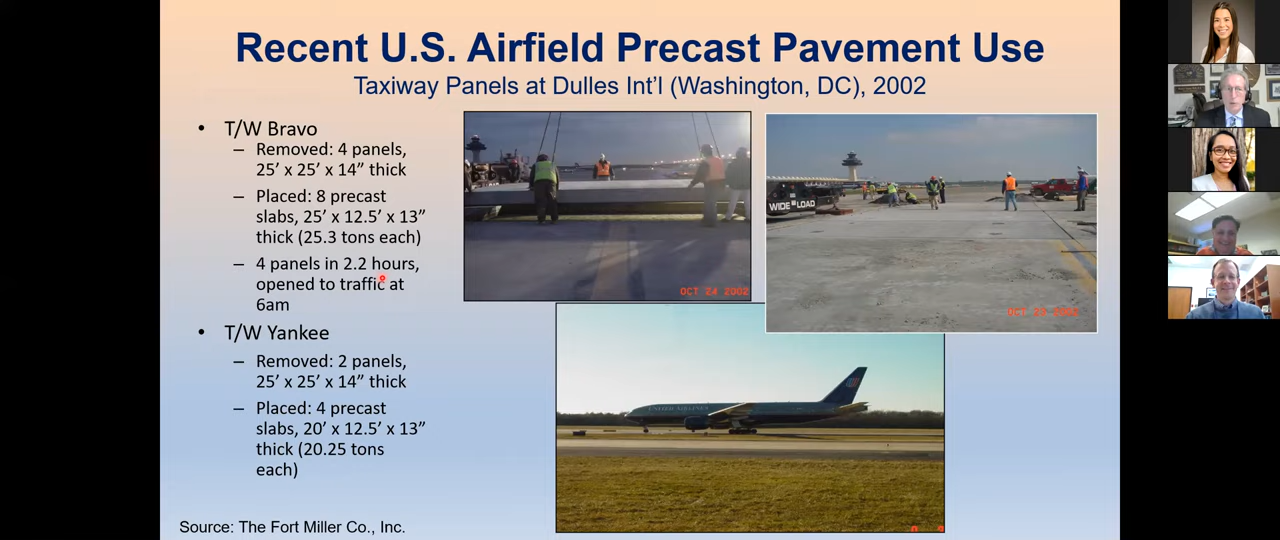 Recent U.S. Airfield Precast Pavement Use
Taxiway Panels at Dulles Int'l (Washington, DC), 2002
• T/W Bravo
– Removed: 4 panels,
25' x 25' x 14" thick
– Placed: 8 precast
slabs, 25' x 12.5' x 13"
thick (25.3 tons each)
– 4 panels in 2.2 hours,
opened to traffic at
6am
• T/W Yankee
– Removed: 2 panels,
25' x 25' x 14" thick
– Placed: 4 precast
slabs, 20' x 12.5' x 13"
thick (20.25 tons
each)
Source: The Fort Miller Co., Inc.
OCT 24 2002
WIDE LOAD
UNITED AIRLINES